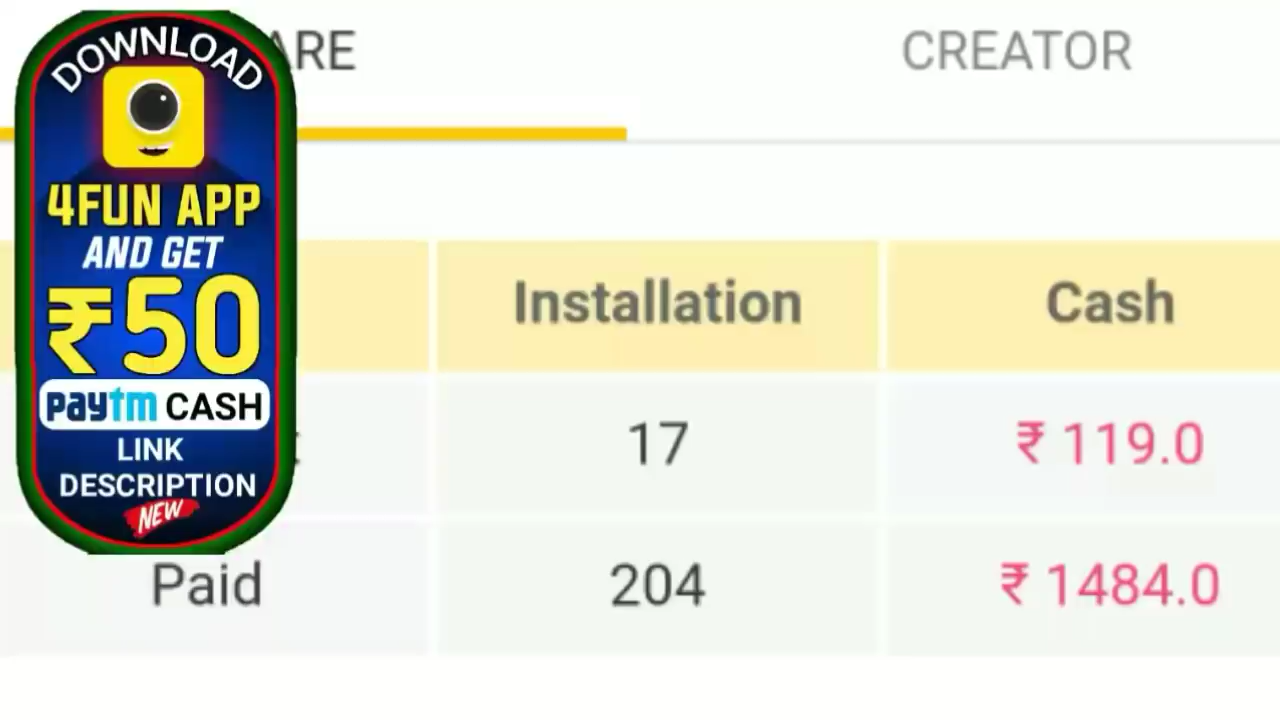 DOWNLOAD
4FUN APP
AND GET
₹50
paytm CASH
LINK
DESCRIPTION
NEW
CREATOR
Installation Cash
17 ₹ 119.0
Paid 204 ₹ 1484.0